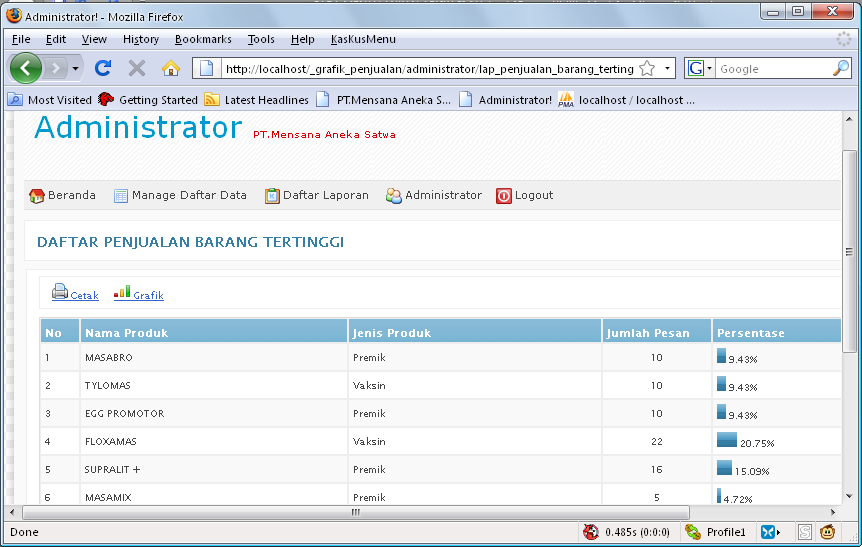 Administrator! - Mozilla Firefox
File Edit View History Bookmarks Tools Help KasKusMenu
http://localhost/_grafik_penjualan/administrator/lap_penjualan_barang_terting
G Google
Most Visited Getting Started Latest Headlines PT.Mensana Aneka S... Administrator! PMA localhost / localhost ...
Administrator PT.Mensana Aneka Satwa
Beranda Manage Daftar Data Daftar Laporan Administrator Logout
DAFTAR PENJUALAN BARANG TERTINGGI
Cetak Grafik
No Nama Produk Jenis Produk Jumlah Pesan Persentase
1 MASABRO Premik 10 9.43%
2 TYLOMAS Vaksin 10 9.43%
3 EGG PROMOTOR Premik 10 9.43%
4 FLOXAMAS Vaksin 22 20.75%
5 SUPRALIT + Premik 16 15.09%
6 MASAMIX Premik 5 4.72%
Done 0.485s (0:0:0) Profile1 S